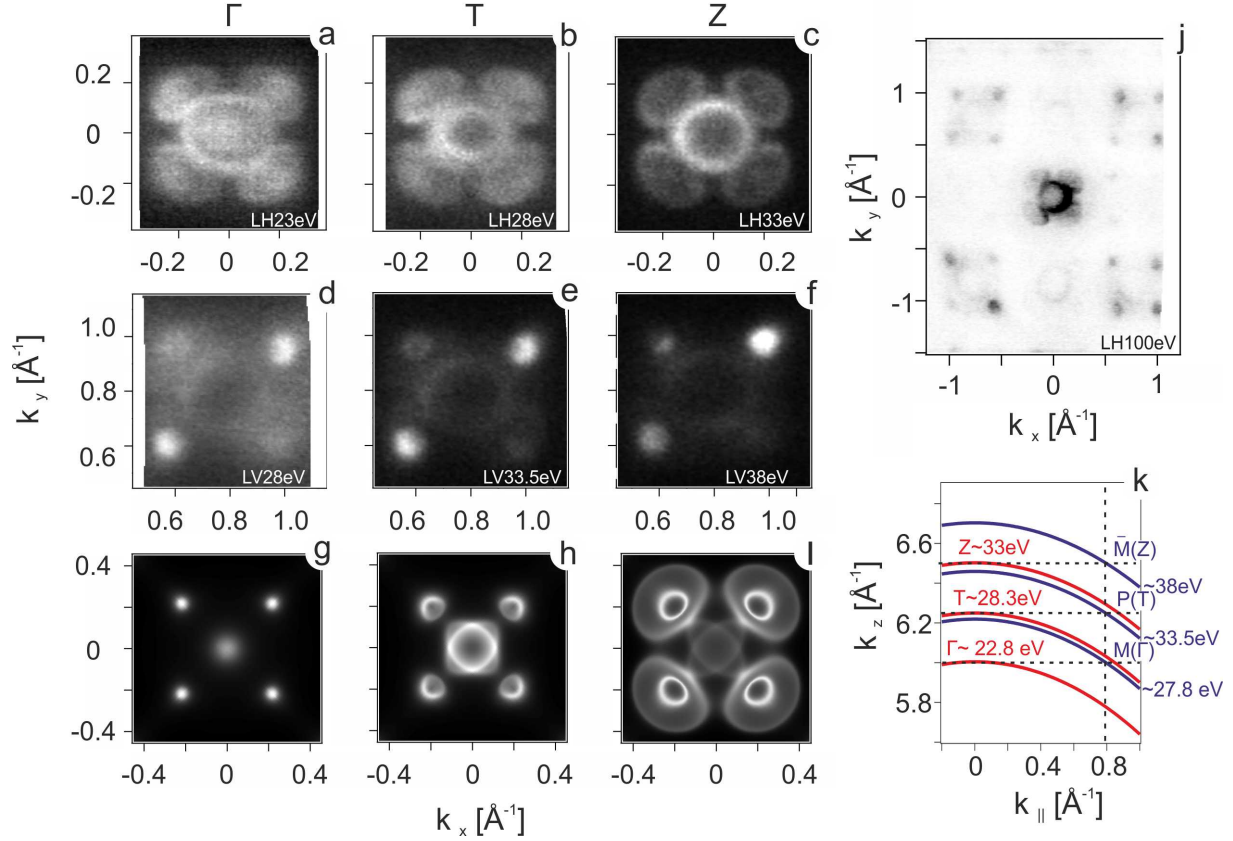 Γ T Z
a b c j
0.2
0
-0.2
LH23eV LH28eV LH33eV
-0.2 0 0.2 -0.2 0 0.2 -0.2 0 0.2
k y [Å-1]
1
0
-1
LH100eV
-1 0 1
k x [Å-1]
d e f
k y [Å-1]
1.0
0.8
0.6
LV28eV LV33.5eV LV38eV
0.6 0.8 1.0 0.6 0.8 1.0 0.6 0.8 1.0
g h I
0.4
0
-0.4
-0.4 0 0.4 -0.4 0 0.4 -0.4 0 0.4
k x [Å-1]
k
k z [Å-1]
6.6
6.2
5.8
Z~33eV
M̄(Z)
~38eV
T~28.3eV
P(T)
~33.5eV
Γ~ 22.8 eV
M(Γ)
~27.8 eV
0 0.4 0.8
k || [Å-1]